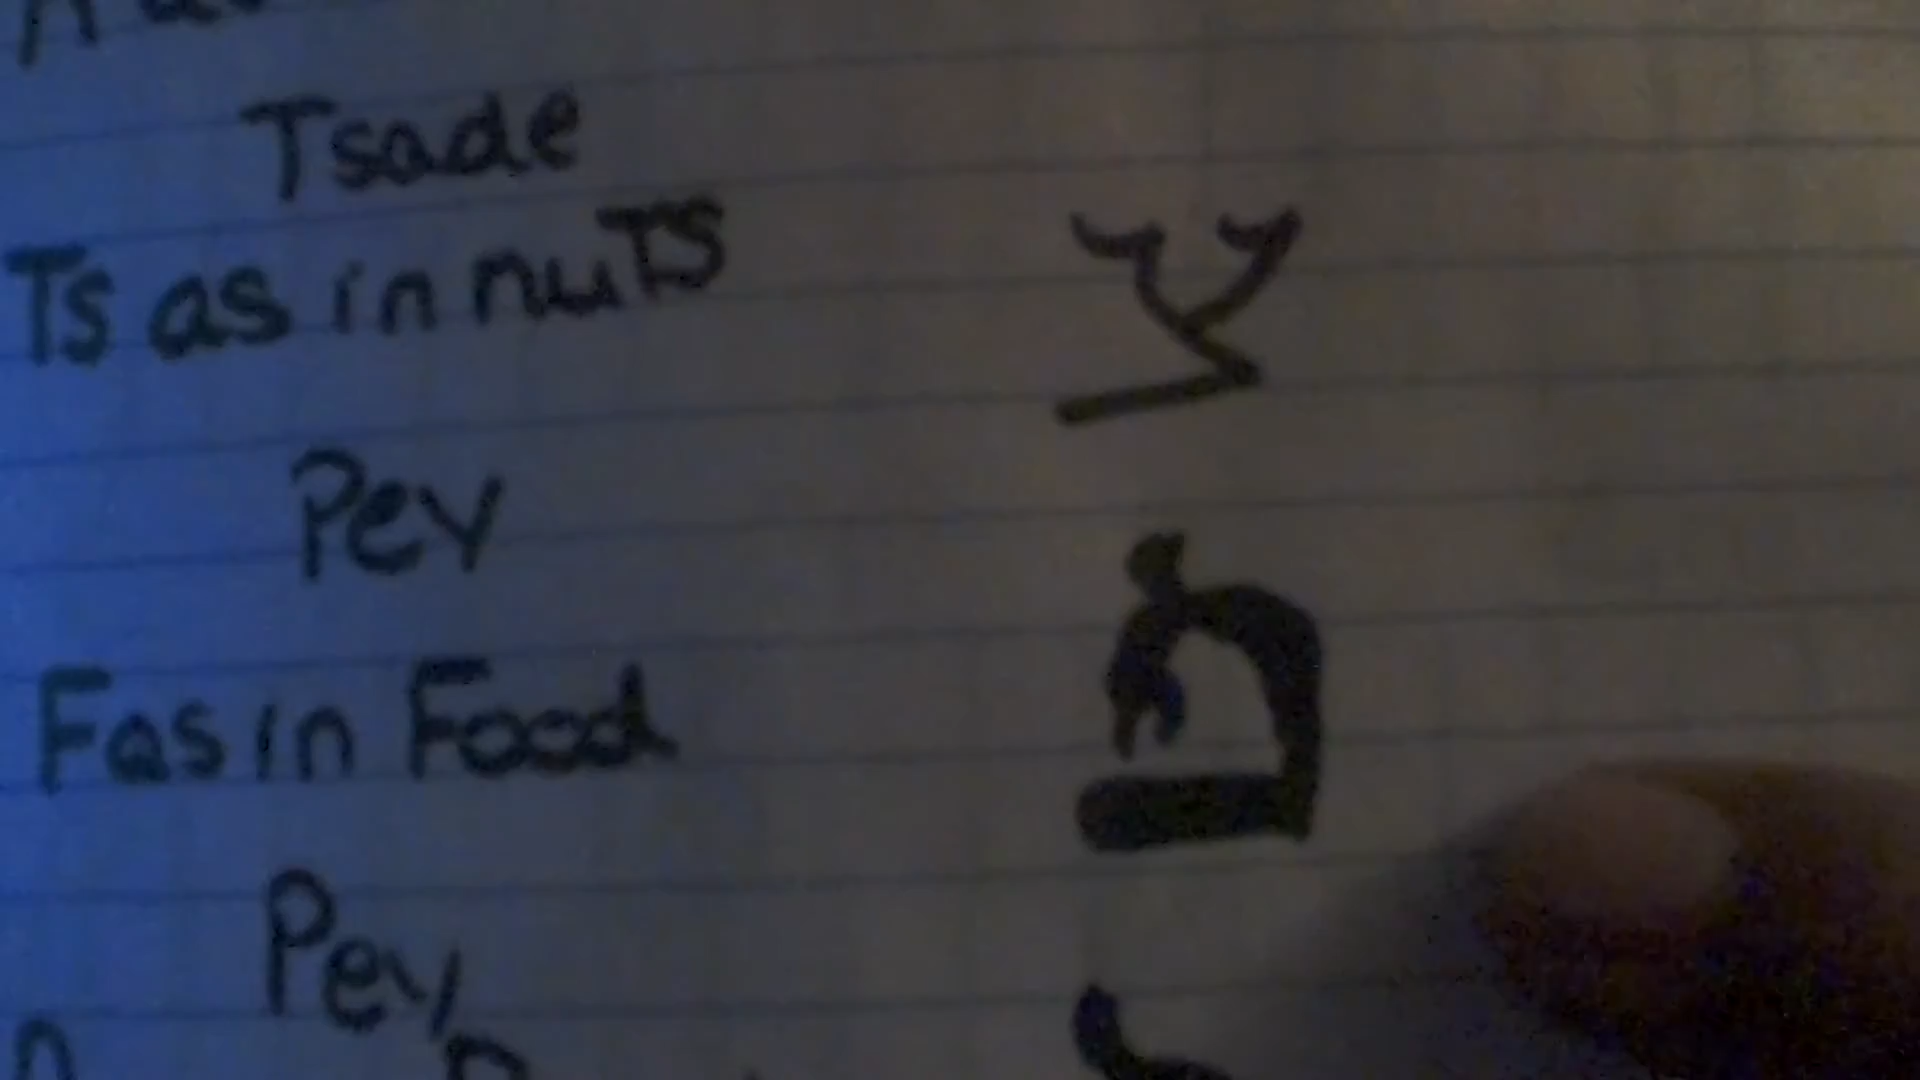 Tsade
Ts as in nuTS
צ
Pey
F as in Food
פ
Pey